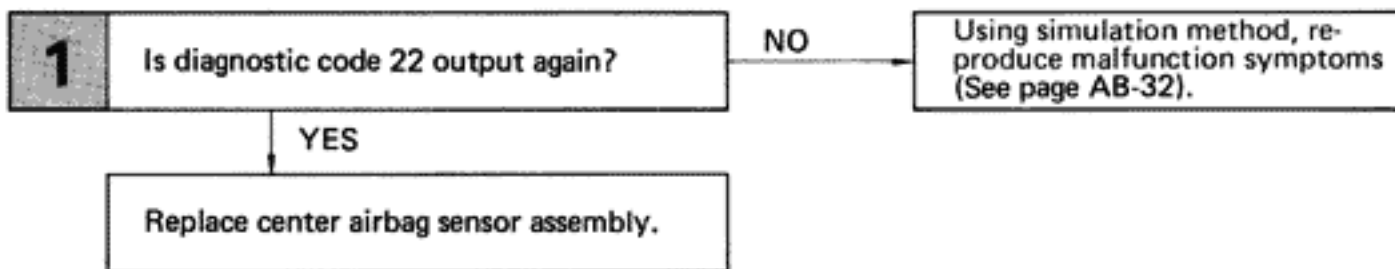 1
Is diagnostic code 22 output again?
NO
Using simulation method, re-
produce malfunction symptoms
(See page AB-32).
YES
Replace center airbag sensor assembly.